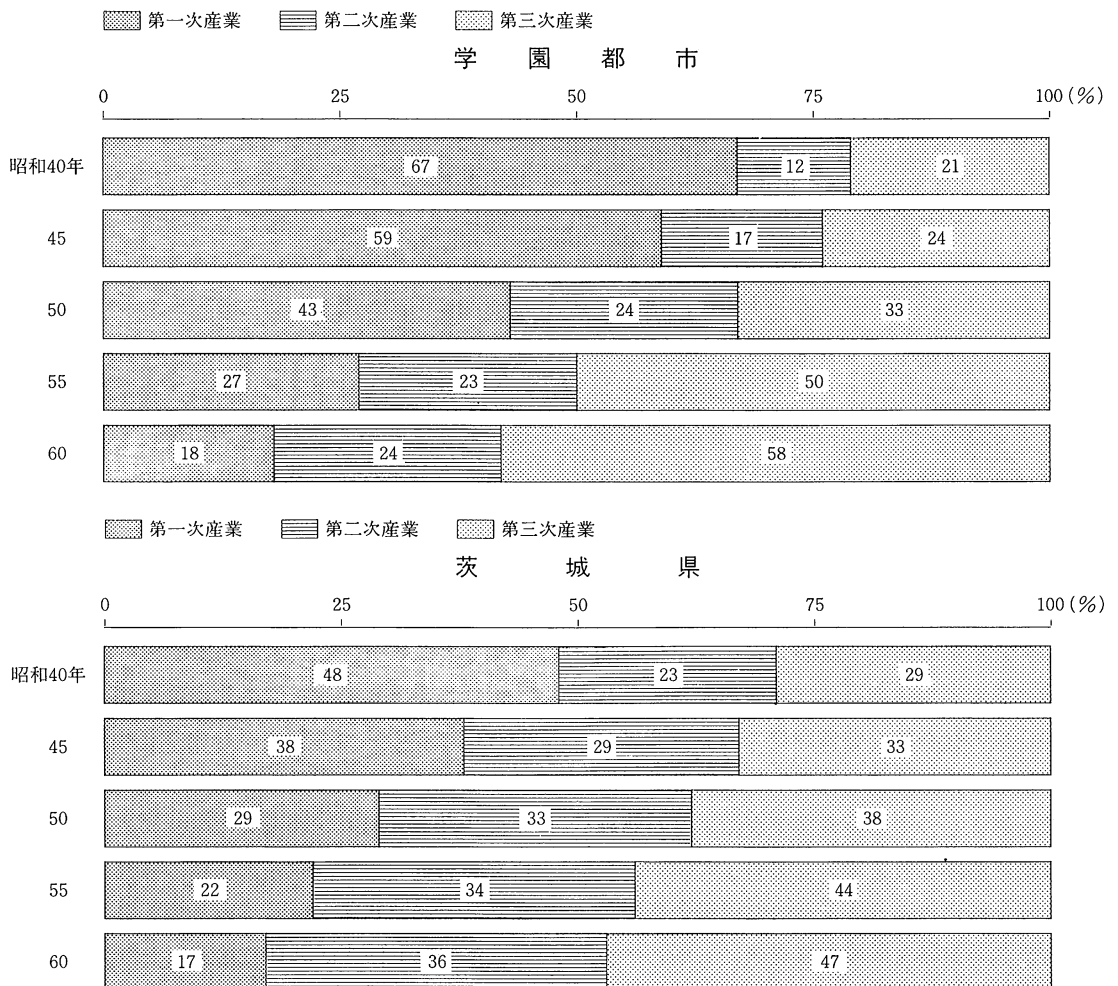 第一次産業 第二次産業 第三次産業
学園都市
0 25 50 75 100(%)
昭和40年 67 12 21
45 59 17 24
50 43 24 33
55 27 23 50
60 18 24 58
第一次産業 第二次産業 第三次産業
茨城県
0 25 50 75 100(%)
昭和40年 48 23 29
45 38 29 33
50 29 33 38
55 22 34 44
60 17 36 47